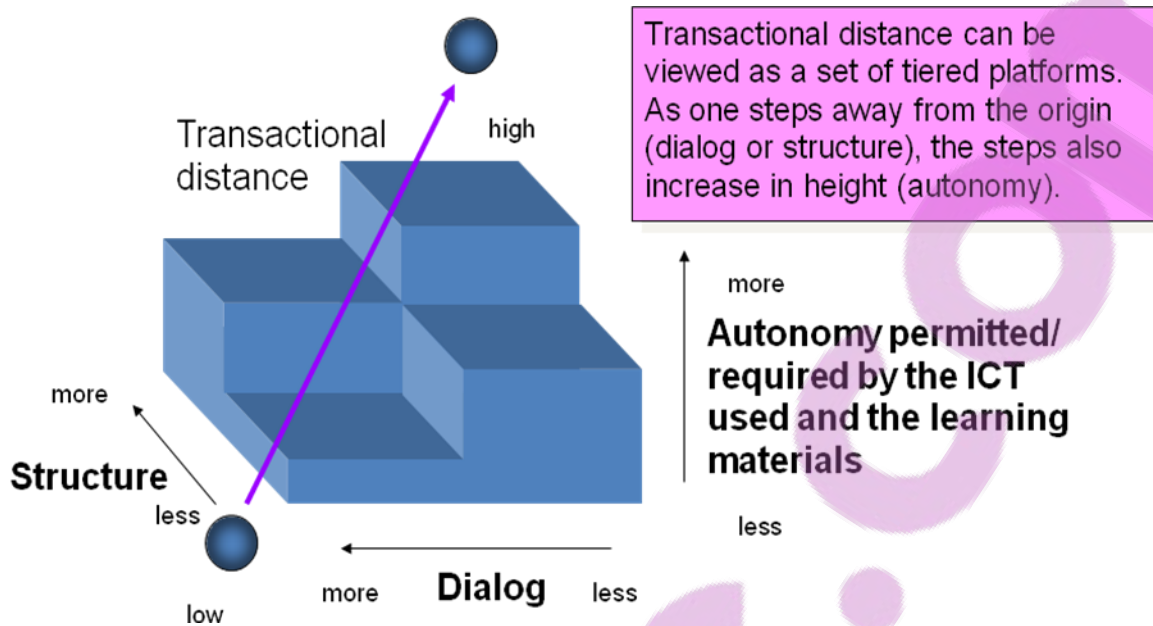 Transactional distance can be
viewed as a set of tiered platforms.
As one steps away from the origin
(dialog or structure), the steps also
increase in height (autonomy).
Transactional
distance
high
more
Autonomy permitted/
required by the ICT
used and the learning
materials
less
more
Structure
less
low
more
Dialog
less